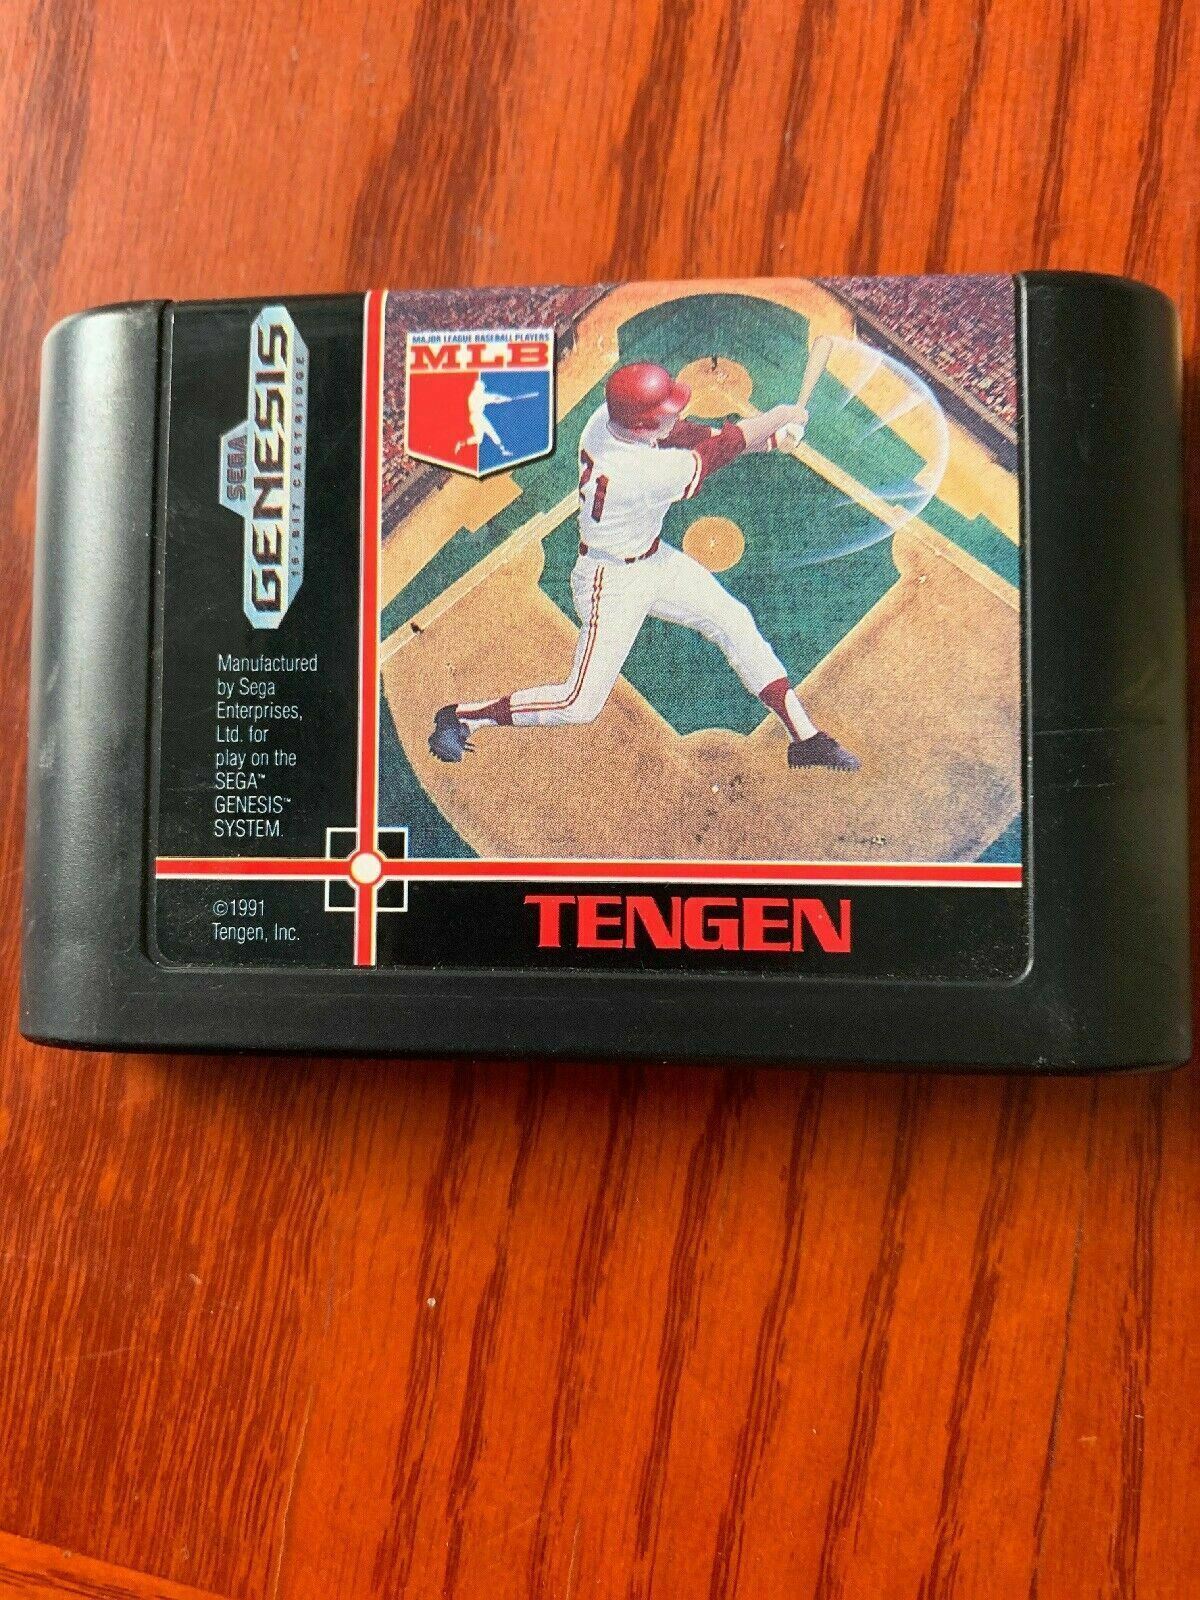 SEGA
GENESIS
16-BIT CARTRIDGE
MAJOR LEAGUE BASEBALL PLAYERS
MLB
21
Manufactured
by Sega
Enterprises,
Ltd. for
play on the
SEGA™
GENESIS™
SYSTEM.
©1991
Tengen, Inc.
TENGEN